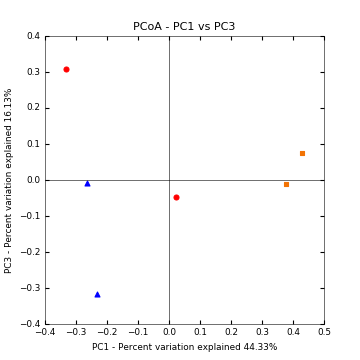 PCoA - PC1 vs PC3
0.4
0.3
0.2
0.1
0.0
−0.1
−0.2
−0.3
−0.4
PC3 - Percent variation explained 16.13%
−0.4 −0.3 −0.2 −0.1 0.0 0.1 0.2 0.3 0.4 0.5
PC1 - Percent variation explained 44.33%